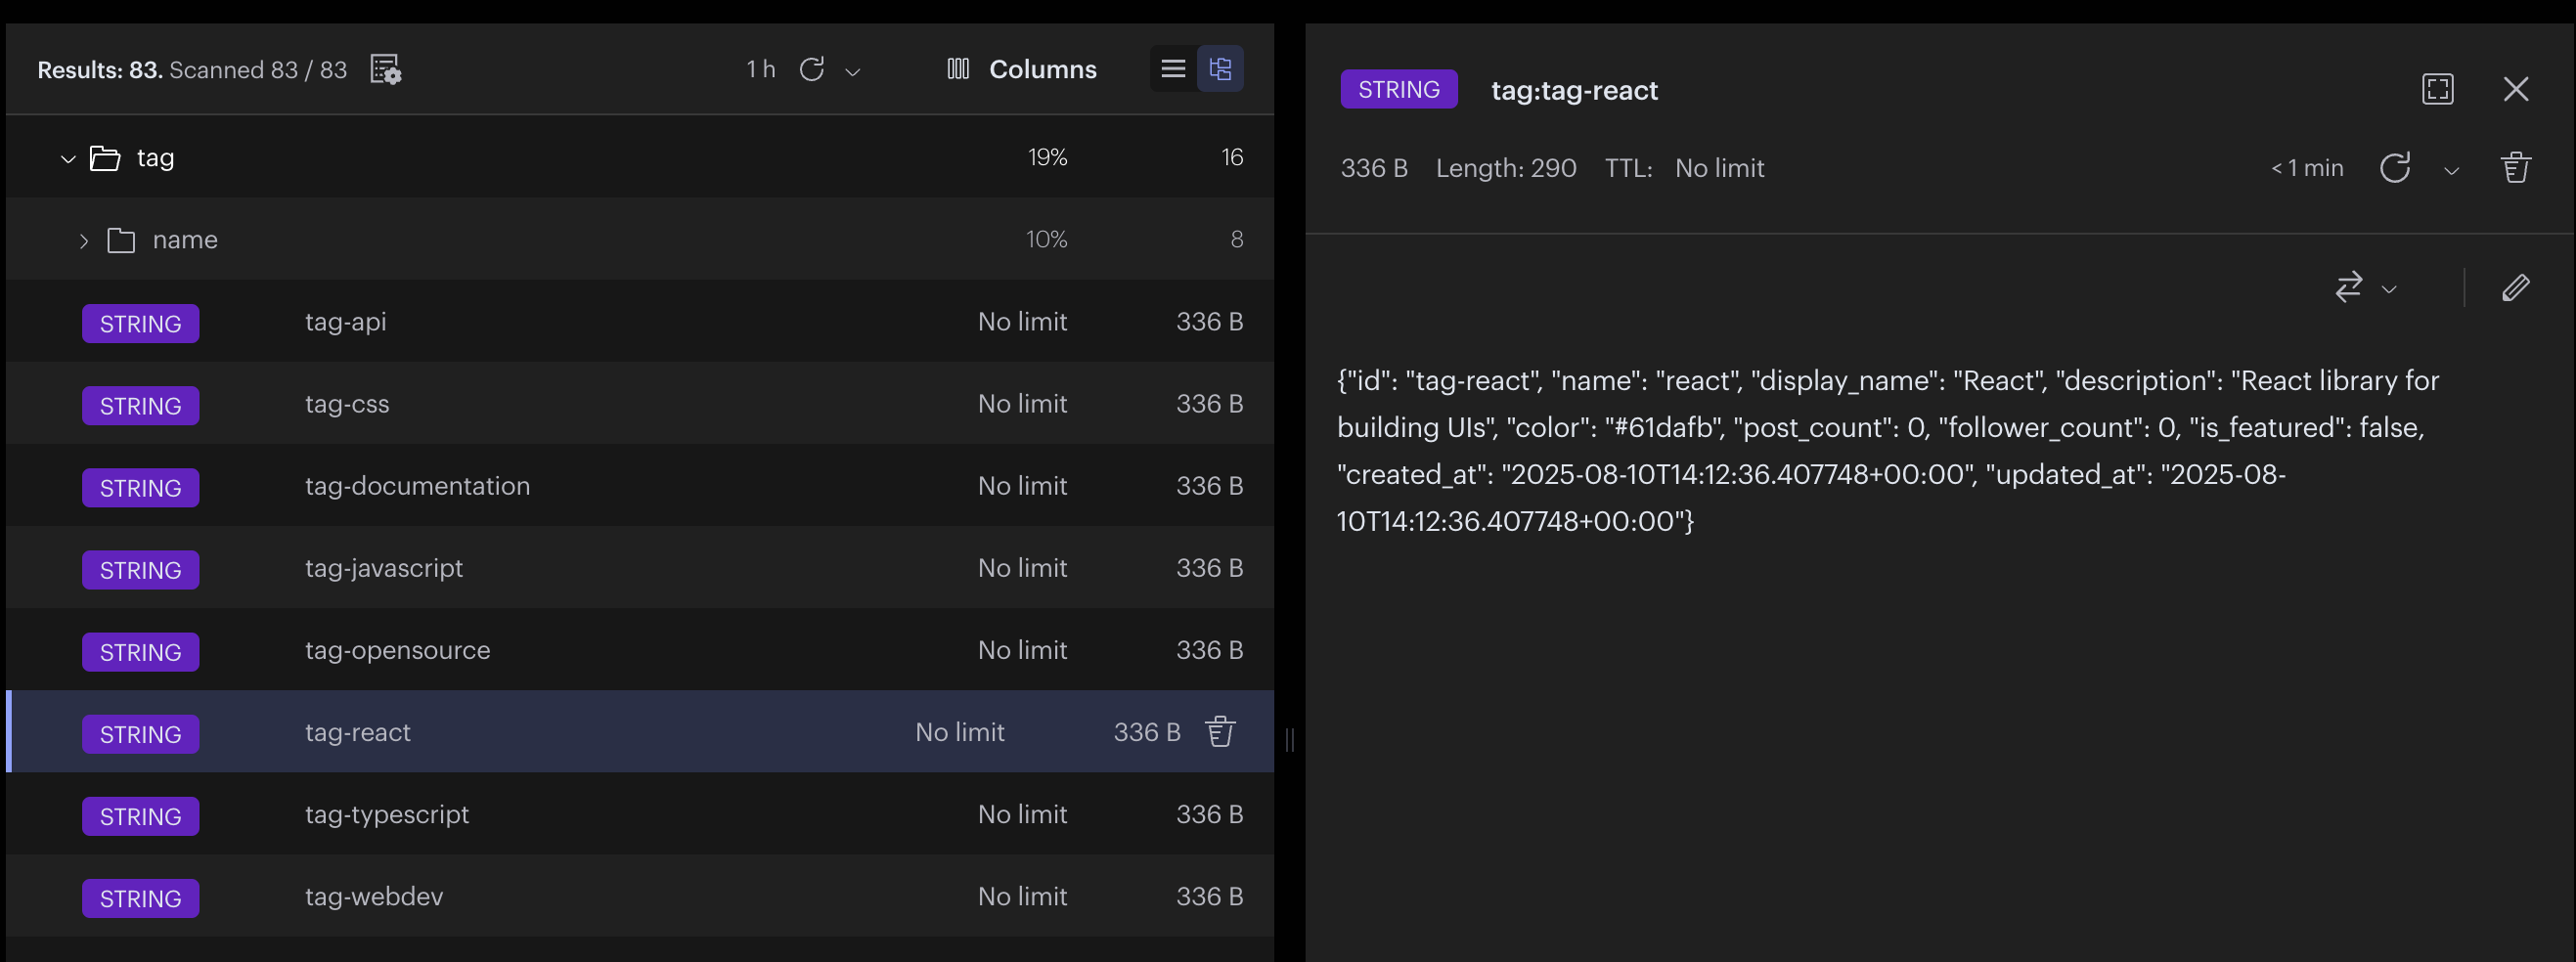 Results: 83. Scanned 83 / 83
1 h
Columns
tag 19% 16
name 10% 8
STRING tag-api No limit 336 B
STRING tag-css No limit 336 B
STRING tag-documentation No limit 336 B
STRING tag-javascript No limit 336 B
STRING tag-opensource No limit 336 B
STRING tag-react No limit 336 B
STRING tag-typescript No limit 336 B
STRING tag-webdev No limit 336 B
STRING tag:tag-react
336 B Length: 290 TTL: No limit
< 1 min
{"id": "tag-react", "name": "react", "display_name": "React", "description": "React library for
building UIs", "color": "#61dafb", "post_count": 0, "follower_count": 0, "is_featured": false,
"created_at": "2025-08-10T14:12:36.407748+00:00", "updated_at": "2025-08-
10T14:12:36.407748+00:00"}